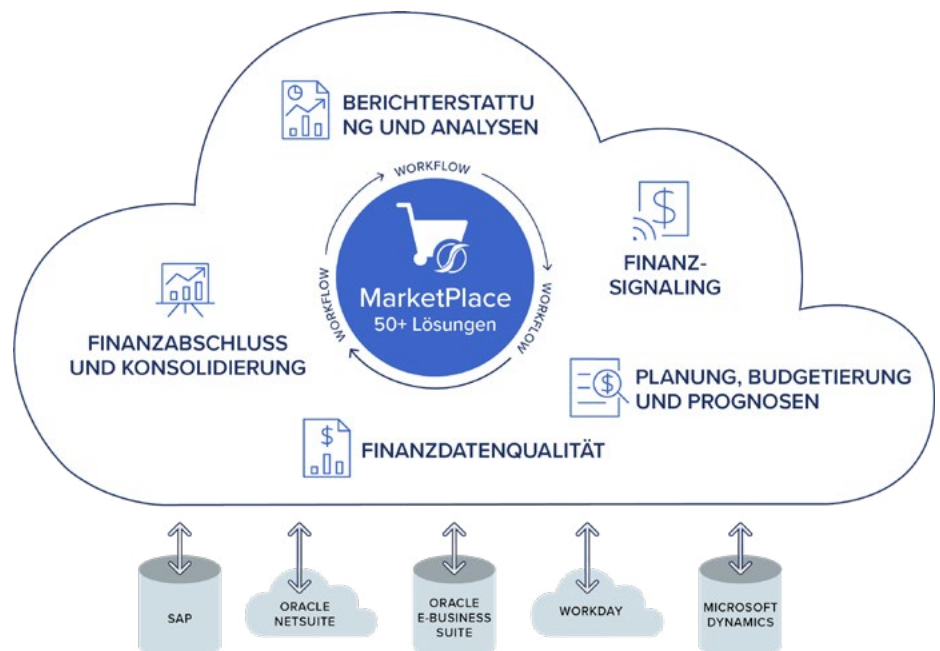 BERICHTERSTATTU
NG UND ANALYSEN
WORKFLOW
FINANZ-
SIGNALING
MarketPlace
50+ Lösungen
WORKFLOW
WORKFLOW
FINANZABSCHLUSS
UND KONSOLIDIERUNG
PLANUNG, BUDGETIERUNG
UND PROGNOSEN
FINANZDATENQUALITÄT
SAP
ORACLE
NETSUITE
ORACLE
E-BUSINESS
SUITE
WORKDAY
MICROSOFT
DYNAMICS